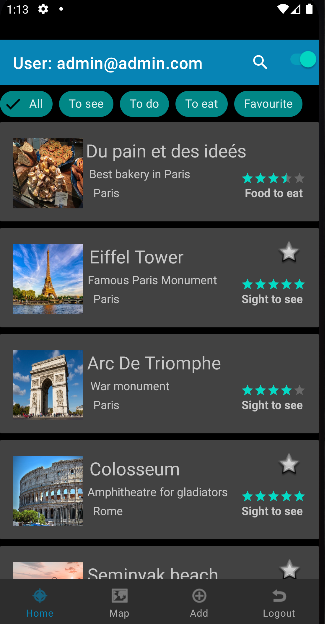 1:13
User: admin@admin.com
All
To see
To do
To eat
Favourite
Du pain et des ideés
Best bakery in Paris
Paris
Food to eat
Eiffel Tower
Famous Paris Monument
Paris
Sight to see
Arc De Triomphe
War monument
Paris
Sight to see
Colosseum
Amphitheatre for gladiators
Rome
Sight to see
Seminyak beach
Home
Map
Add
Logout